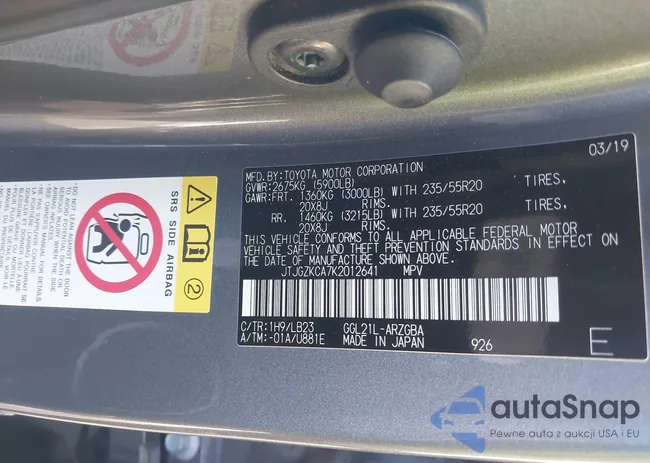 03/19
MFD.BY:TOYOTA MOTOR CORPORATION
GVWR:2675KG (5900LB)
GAWR:FRT. 1360KG (3000LB) WITH 235/55R20 TIRES.
20X8J RIMS.
RR. 1460KG (3215LB) WITH 235/55R20 TIRES.
20X8J RIMS.
THIS VEHICLE CONFORMS TO ALL APPLICABLE FEDERAL MOTOR
VEHICLE SAFETY AND THEFT PREVENTION STANDARDS IN EFFECT ON
THE DATE OF MANUFACTURE SHOWN ABOVE.
JTJGZKCA7K2012641 MPV
C/TR:1H9/LB23 GGL21L-ARZGBA
A/TM:-01A/U881E MADE IN JAPAN 926 E
SRS SIDE AIRBAG
2
autoSnap
Pewne auta z aukcji USA i EU